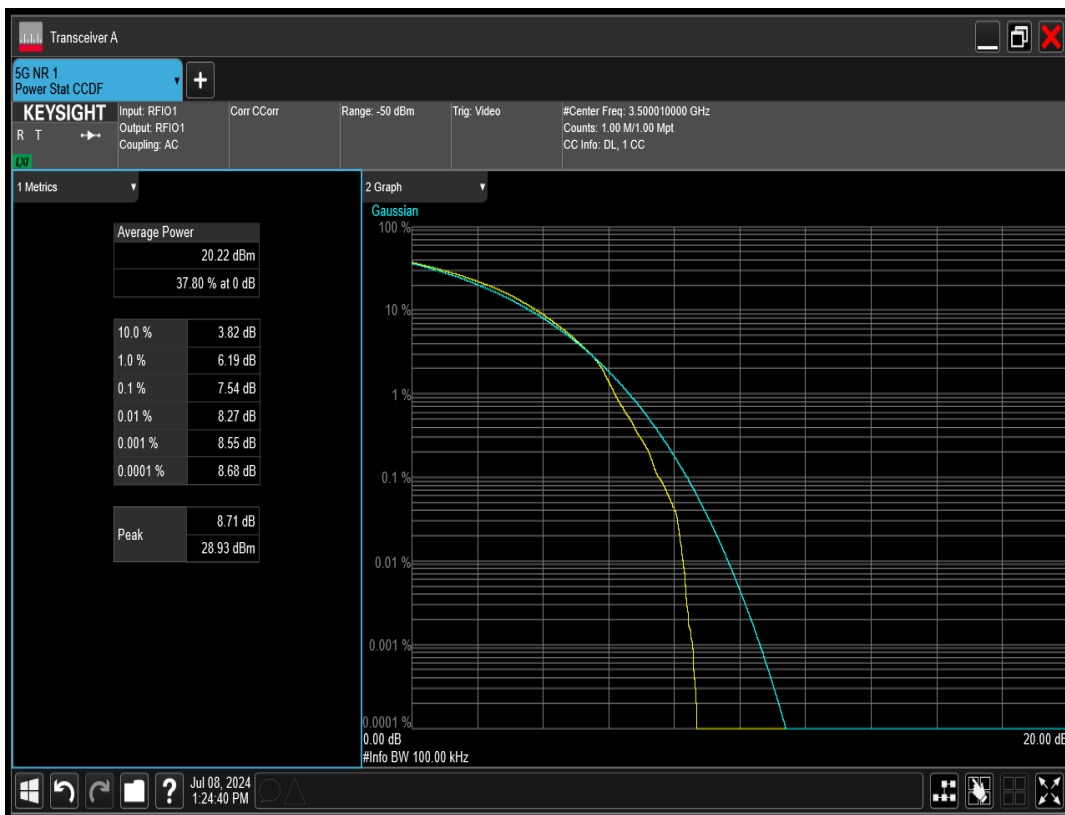 Transceiver A
5G NR 1
Power Stat CCDF
+
KEYSIGHT
R T
LXI
Input: RFIO1
Output: RFIO1
Coupling: AC
Corr CCorr
Range: -50 dBm
Trig: Video
#Center Freq: 3.500010000 GHz
Counts: 1.00 M/1.00 Mpt
CC Info: DL, 1 CC
1 Metrics
Average Power
20.22 dBm
37.80 % at 0 dB
10.0 % 3.82 dB
1.0 % 6.19 dB
0.1 % 7.54 dB
0.01 % 8.27 dB
0.001 % 8.55 dB
0.0001 % 8.68 dB
Peak 8.71 dB
28.93 dBm
2 Graph
Gaussian
100 %
10 %
1 %
0.1 %
0.01 %
0.001 %
0.0001 %
0.00 dB 20.00 dB
#Info BW 100.00 kHz
?
Jul 08, 2024
1:24:40 PM